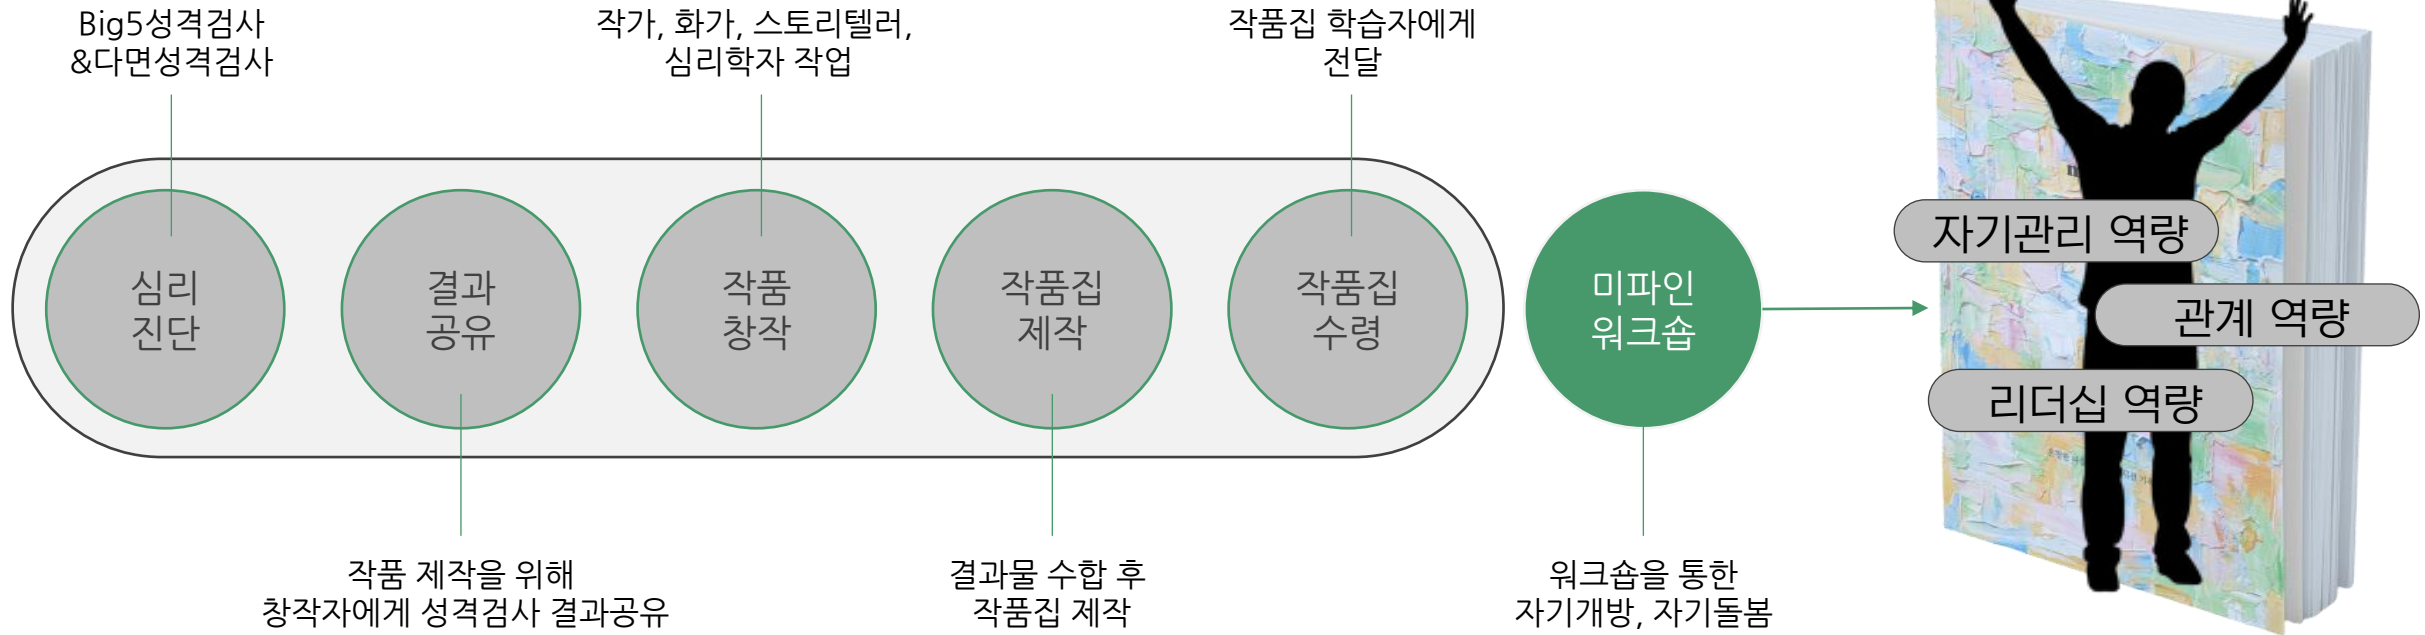 Big5성격검사
&다면성격검사
작가, 화가, 스토리텔러,
심리학자 작업
작품집 학습자에게
전달
심리
진단
결과
공유
작품
창작
작품집
제작
작품집
수령
미파인
워크숍
자기관리 역량
관계 역량
리더십 역량
작품 제작을 위해
창작자에게 성격검사 결과공유
결과물 수합 후
작품집 제작
워크숍을 통한
자기개방, 자기돌봄